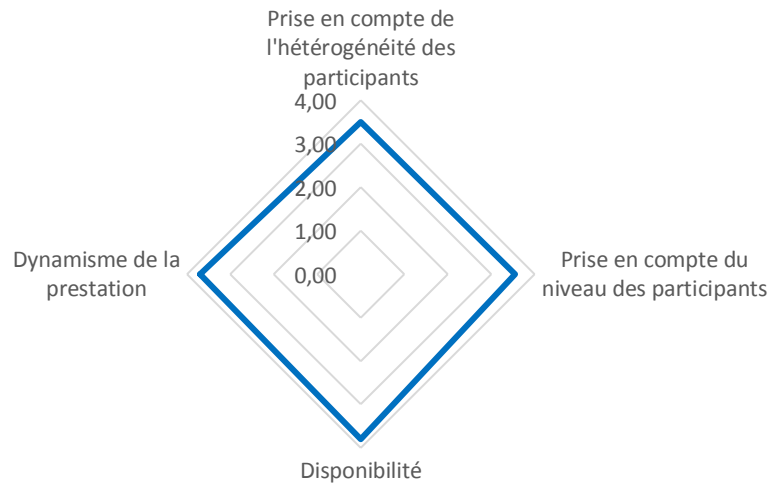 Prise en compte de
l'hétérogénéité des
participants
4,00
3,00
2,00
1,00
0,00
Dynamisme de la
prestation
Prise en compte du
niveau des participants
Disponibilité